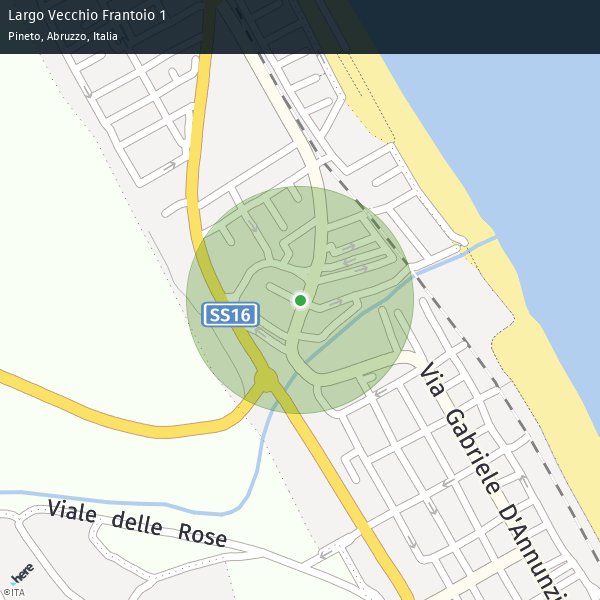 Largo Vecchio Frantoio 1
Pineto, Abruzzo, Italia
SS16
Via Gabriele D'Annunzi
Viale delle Rose
here
©ITA